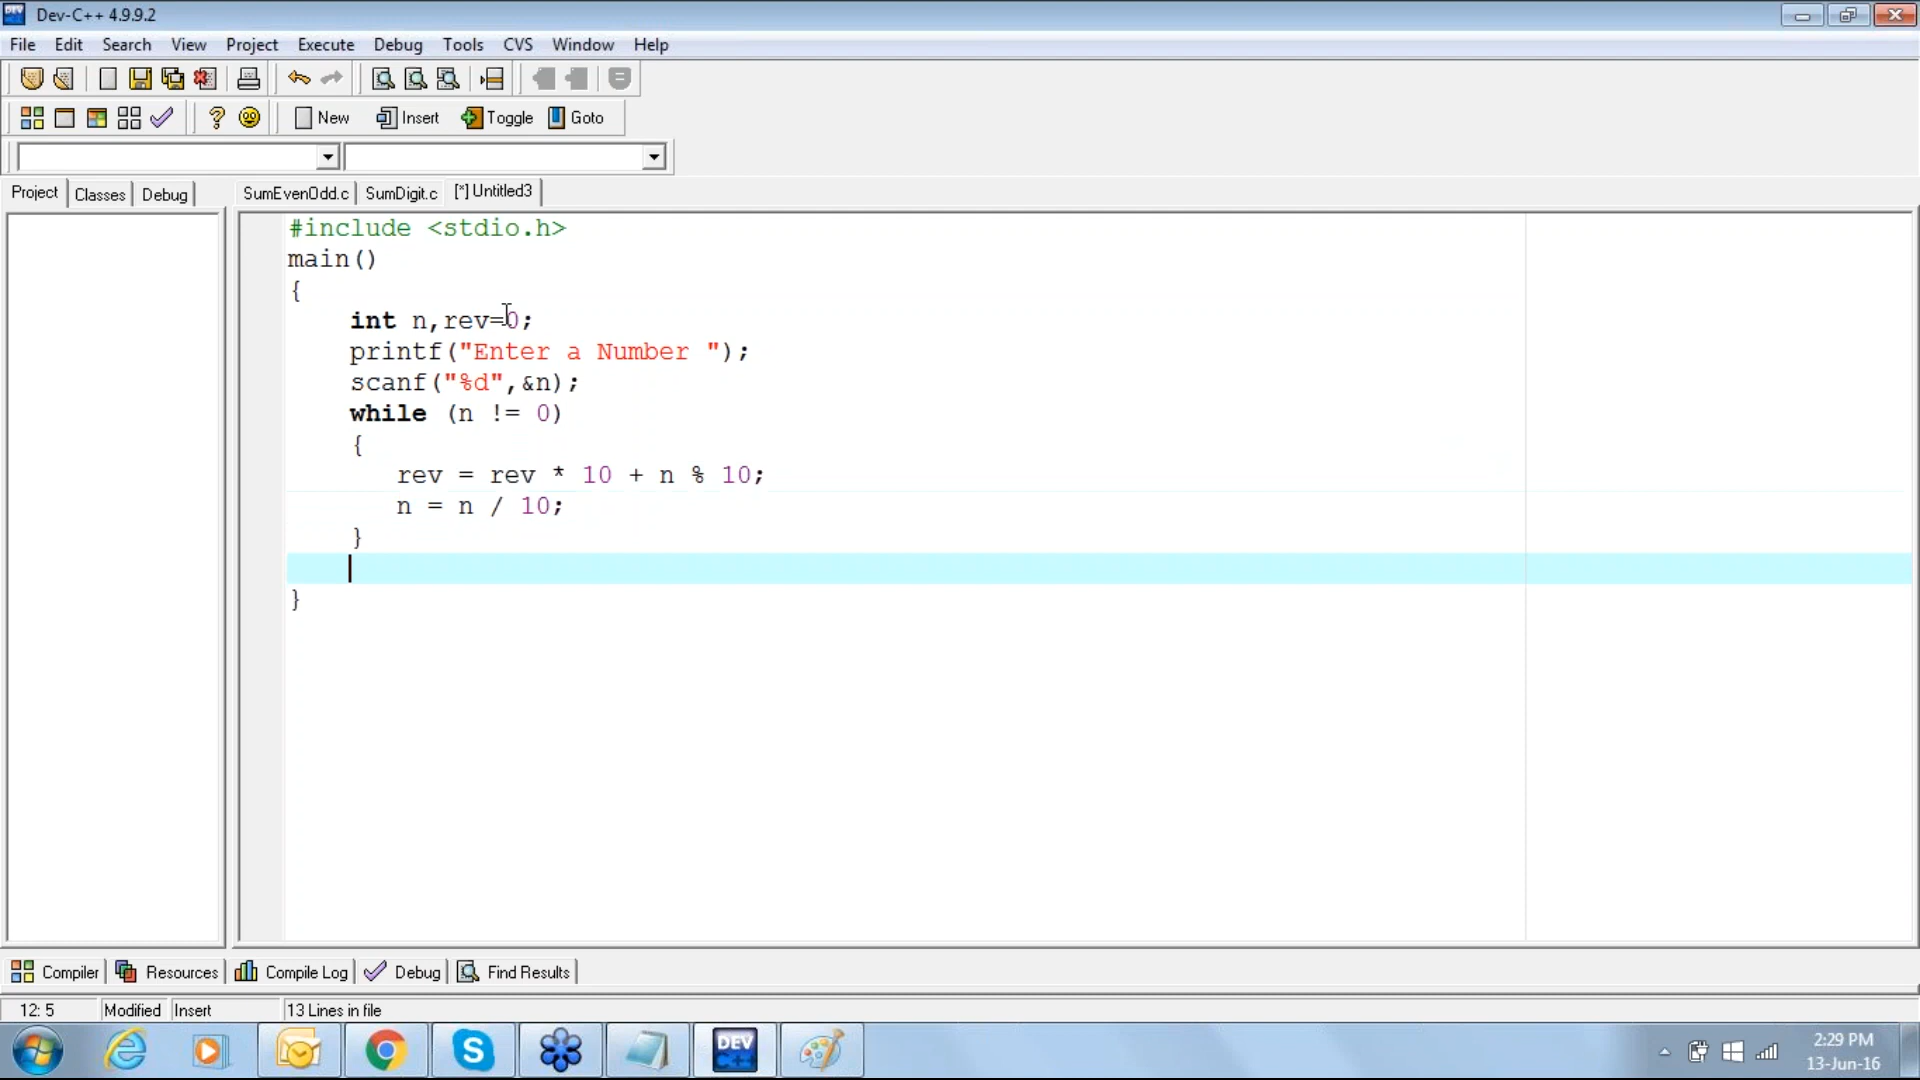 Dev-C++ 4.9.9.2
File Edit Search View Project Execute Debug Tools CVS Window Help
New Insert Toggle Goto
Project Classes Debug SumEvenOdd.c SumDigit.c [*] Untitled3
#include <stdio.h>
main()
{
int n,rev=0;
printf("Enter a Number ");
scanf("%d",&n);
while (n != 0)
{
rev = rev * 10 + n % 10;
n = n / 10;
}
}
Compiler Resources Compile Log Debug Find Results
12: 5 Modified Insert 13 Lines in file
DEV C++ 2:29 PM
13-Jun-16